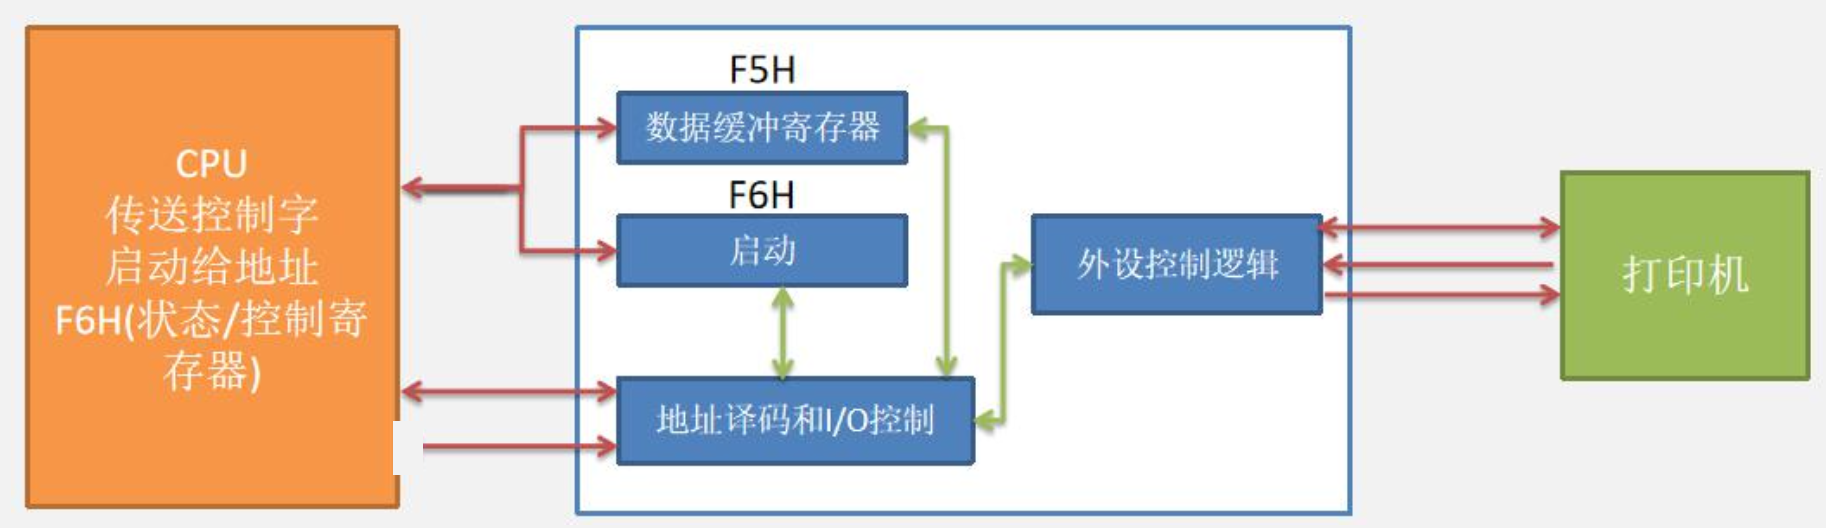 CPU
传送控制字
启动给地址
F6H(状态/控制寄
存器)
F5H
数据缓冲寄存器
F6H
启动
地址译码和I/O控制
外设控制逻辑
打印机